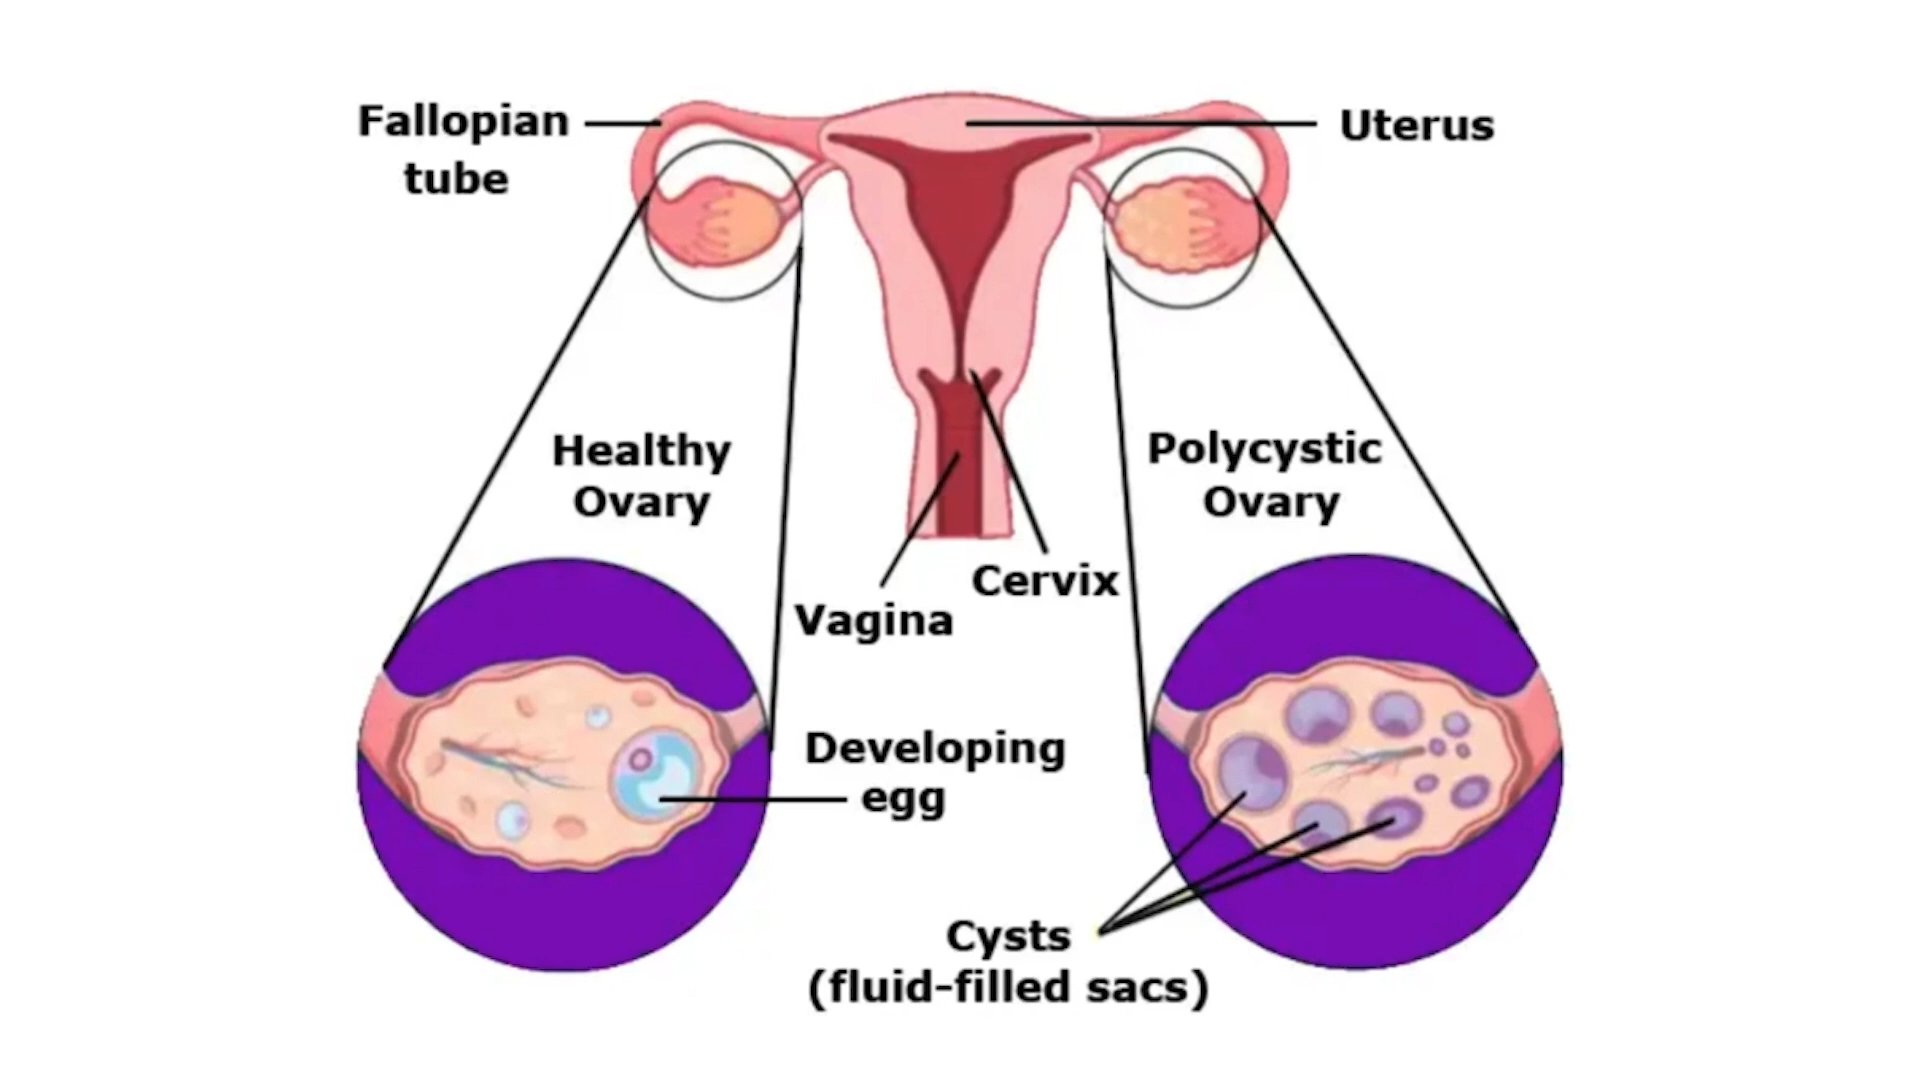 Fallopian
tube
Uterus
Healthy
Ovary
Polycystic
Ovary
Cervix
Vagina
Developing
egg
Cysts
(fluid-filled sacs)